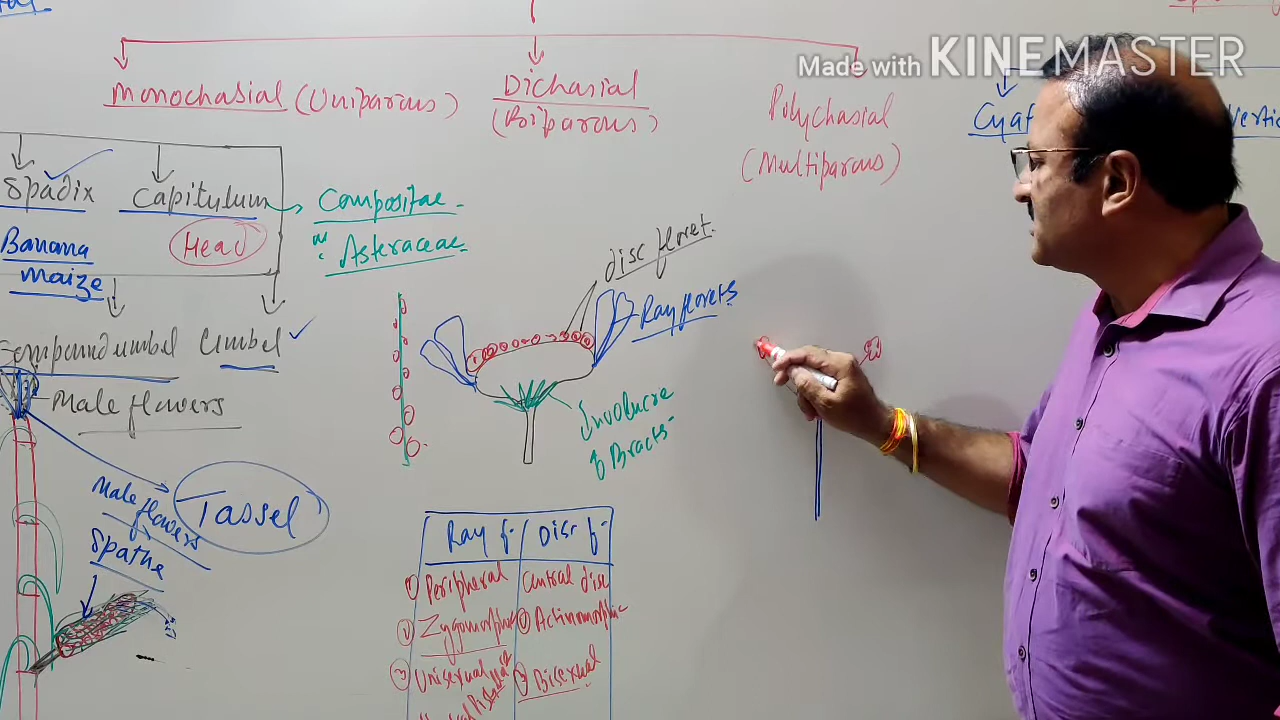 Made with KINEMASTER
Monochasial (Uniparous)
Dichasial
(Biparous)
Polychasial
(Multiparous)
Cyat
Spadix
Capitulum
Compositae
Asteraceae
Banana
maize
Head
disc floret.
Ray florets
umbel
Male flowers
Involucre
of Bracts
Male flowers
Tassel
Spathe
Ray f. Disc f.
① Peripheral Central disc
Zygomorphic Actinomorphic
Unisexual Bisexual